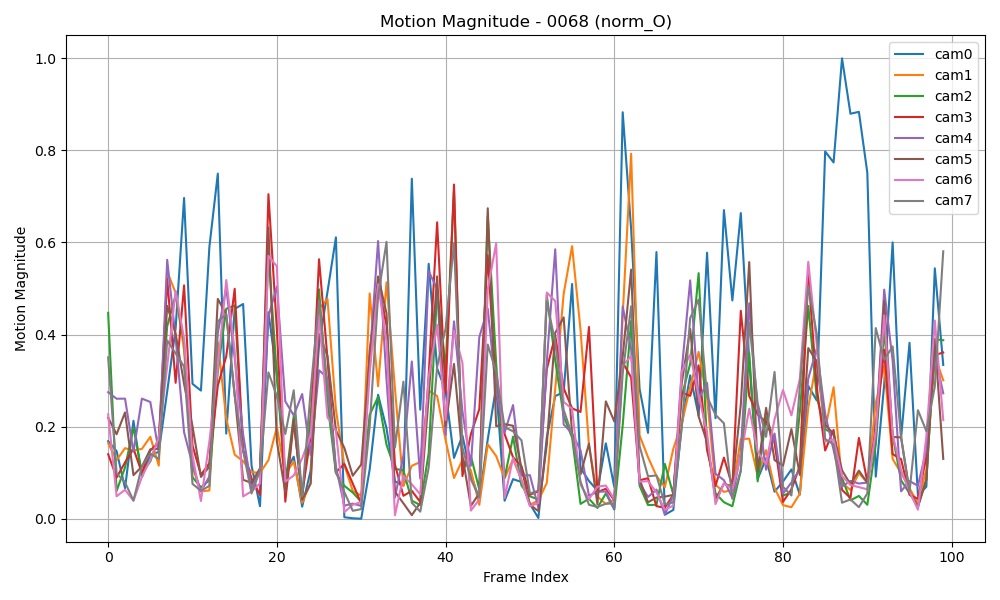 Motion Magnitude - 0068 (norm_O)
Motion Magnitude
1.0
0.8
0.6
0.4
0.2
0.0
0
20
40
60
80
100
Frame Index
cam0
cam1
cam2
cam3
cam4
cam5
cam6
cam7